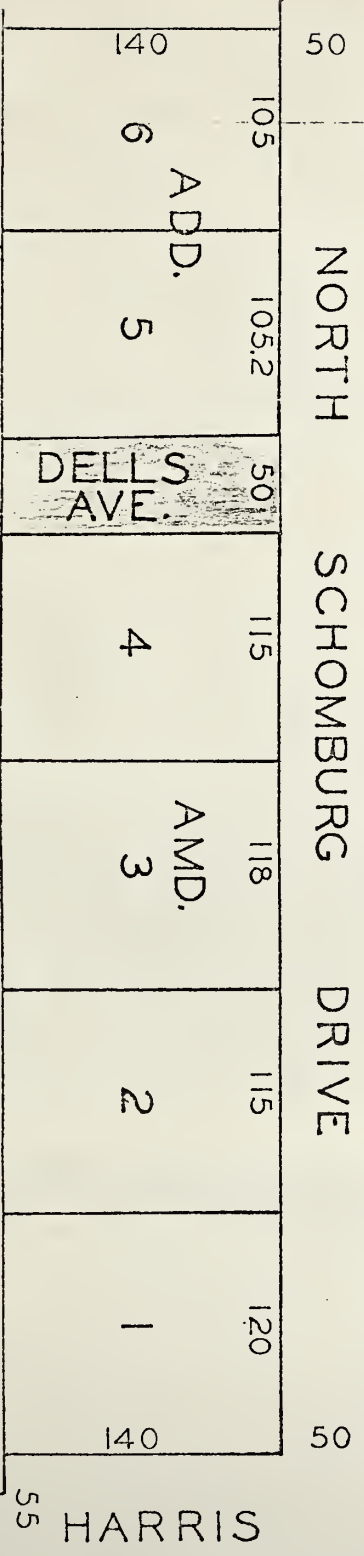 140
50
105
6
ADD.
105.2
5
NORTH
DELLS
AVE.
50
115
4
SCHOMBURG
118
3
AMD.
115
2
DRIVE
120
1
140
50
55
HARRIS